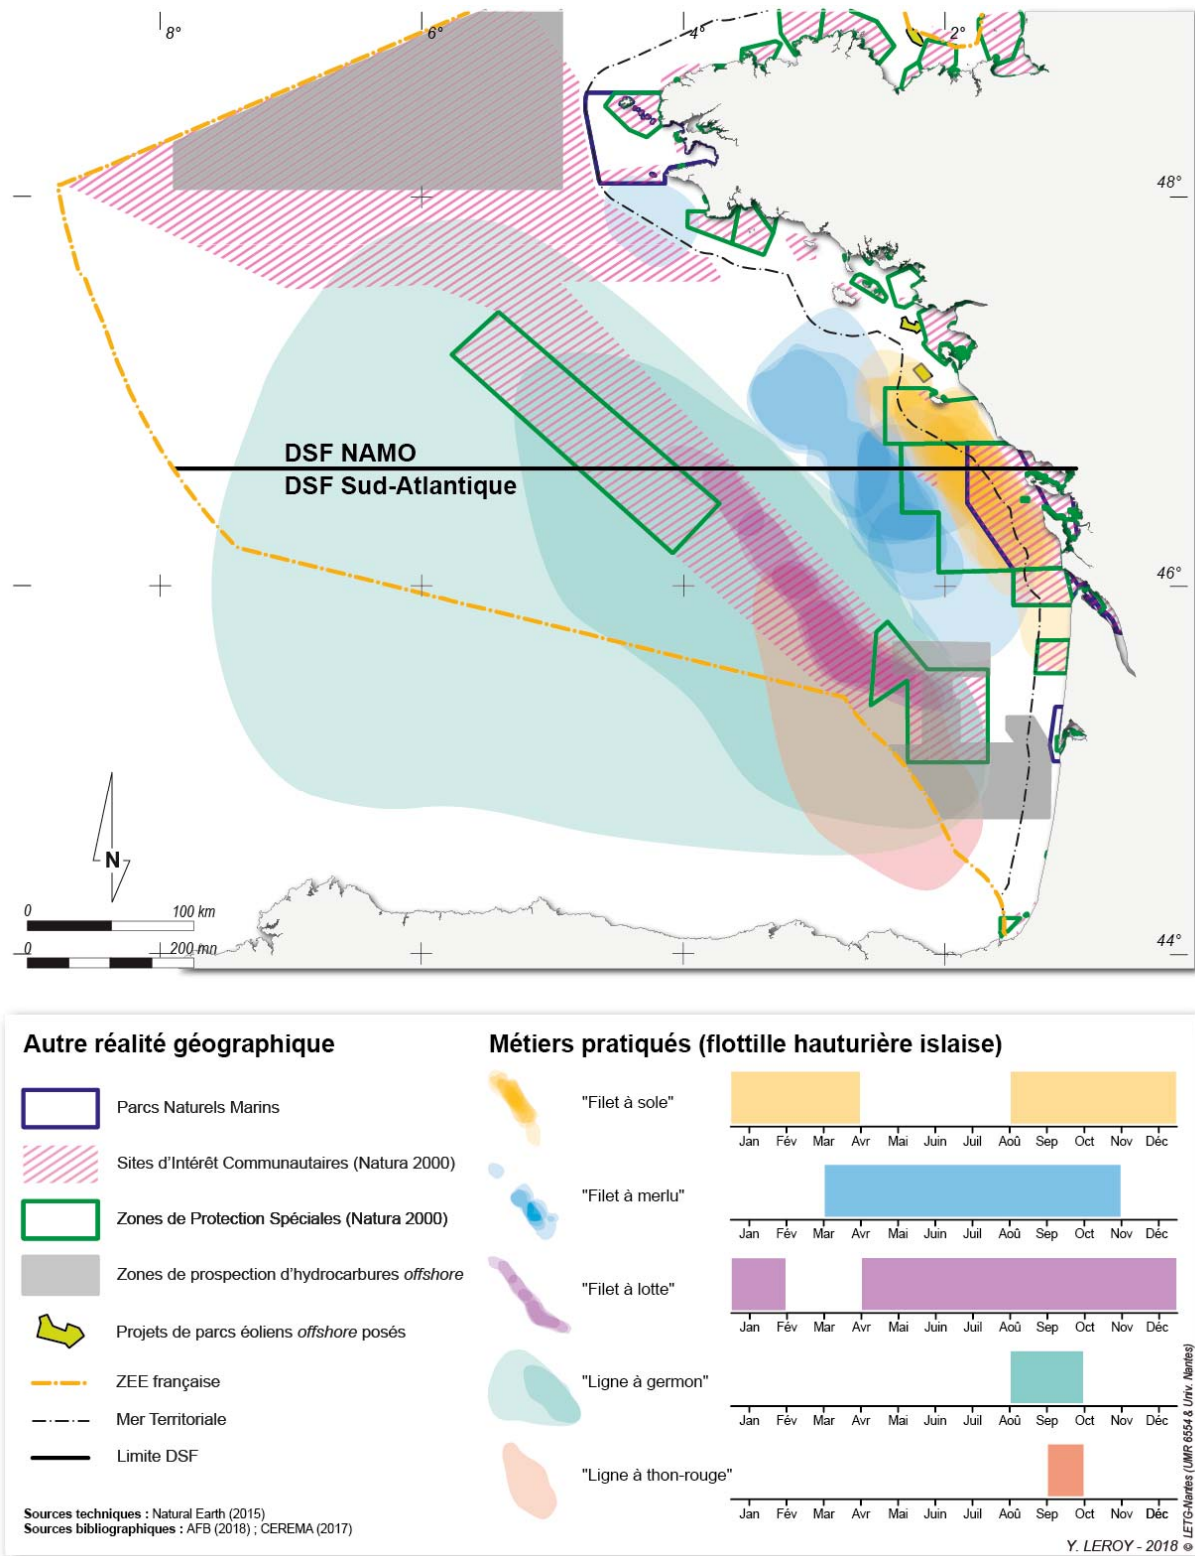 8°
6°
4°
2°
48°
DSF NAMO
DSF Sud-Atlantique
46°
N
0 100 km
0 200 mn
44°
Autre réalité géographique
Parcs Naturels Marins
Sites d'Intérêt Communautaires (Natura 2000)
Zones de Protection Spéciales (Natura 2000)
Zones de prospection d'hydrocarbures offshore
Projets de parcs éoliens offshore posés
ZEE française
Mer Territoriale
Limite DSF
Sources techniques : Natural Earth (2015)
Sources bibliographiques : AFB (2018) ; CEREMA (2017)
Métiers pratiqués (flottille hauturière islaise)
"Filet à sole"
Jan Fév Mar Avr Mai Juin Juil Aoû Sep Oct Nov Déc
"Filet à merlu"
Jan Fév Mar Avr Mai Juin Juil Aoû Sep Oct Nov Déc
"Filet à lotte"
Jan Fév Mar Avr Mai Juin Juil Aoû Sep Oct Nov Déc
"Ligne à germon"
Jan Fév Mar Avr Mai Juin Juil Aoû Sep Oct Nov Déc
"Ligne à thon-rouge"
Jan Fév Mar Avr Mai Juin Juil Aoû Sep Oct Nov Déc
Y. LEROY - 2018
© LETG-Nantes (UMR 6554 & Univ. Nantes)